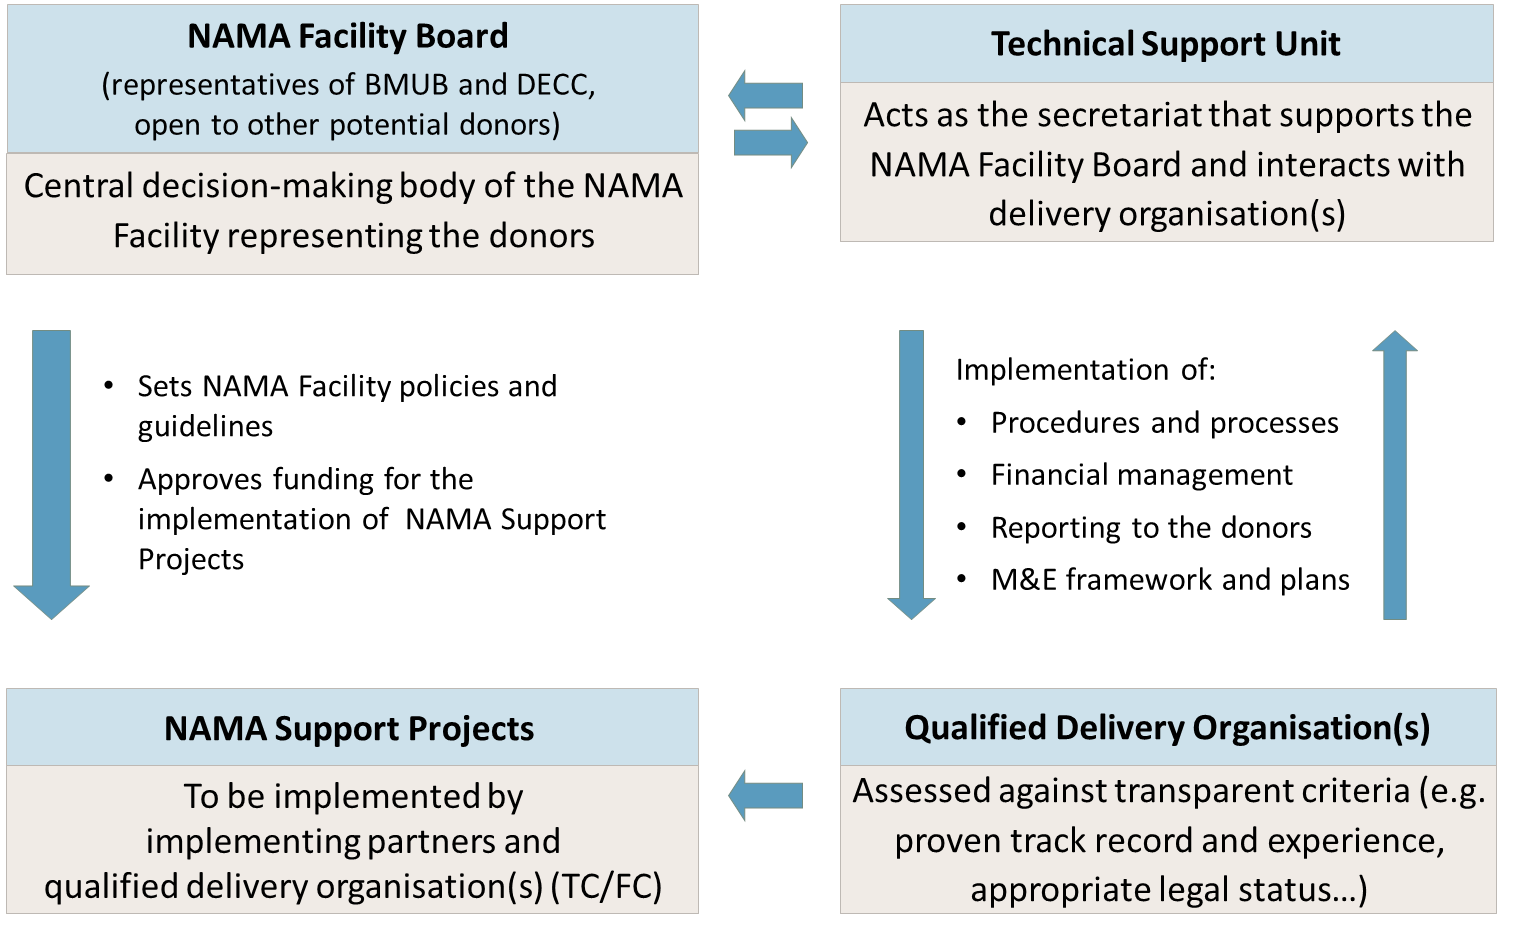 NAMA Facility Board
(representatives of BMUB and DECC,
open to other potential donors)
Central decision-making body of the NAMA
Facility representing the donors
Technical Support Unit
Acts as the secretariat that supports the
NAMA Facility Board and interacts with
delivery organisation(s)
• Sets NAMA Facility policies and
guidelines
• Approves funding for the
implementation of NAMA Support
Projects
Implementation of:
• Procedures and processes
• Financial management
• Reporting to the donors
• M&E framework and plans
NAMA Support Projects
To be implemented by
implementing partners and
qualified delivery organisation(s) (TC/FC)
Qualified Delivery Organisation(s)
Assessed against transparent criteria (e.g.
proven track record and experience,
appropriate legal status...)